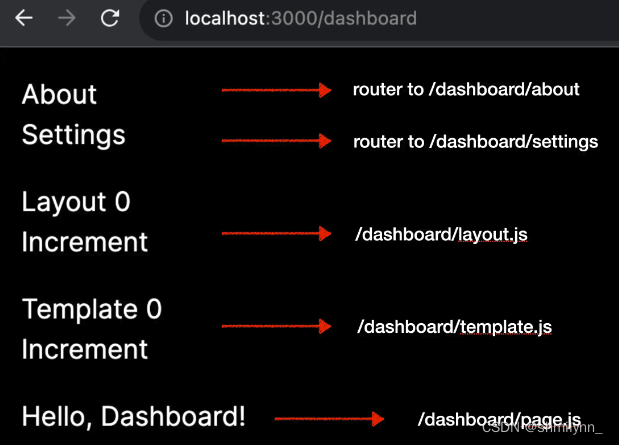 localhost:3000/dashboard
About router to /dashboard/about
Settings router to /dashboard/settings
Layout 0
Increment /dashboard/layout.js
Template 0
Increment /dashboard/template.js
Hello, Dashboard! /dashboard/page.js
CSDN @shmilynn_